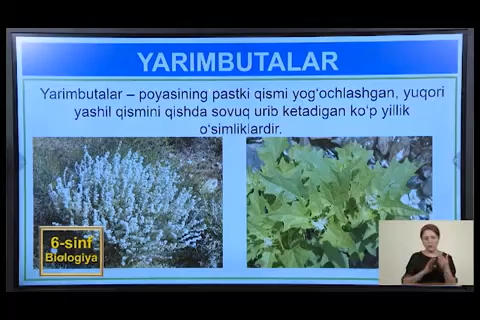 YARIMBUTALAR
Yarimbutalar – poyasining pastki qismi yog‘ochlashgan, yuqori
yashil qismini qishda sovuq urib ketadigan ko‘p yillik
o‘simliklardir.
6-sinf
Biologiya